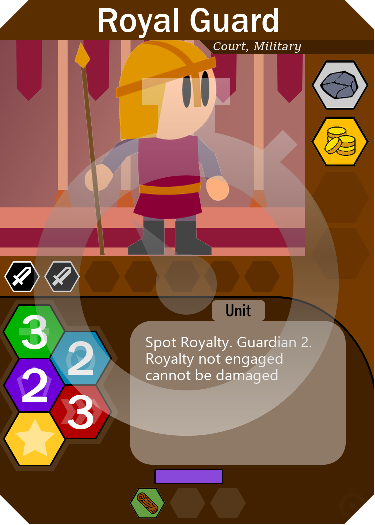 Royal Guard
Court, Military
3
2
2
3
Unit
Spot Royalty. Guardian 2.
Royalty not engaged
cannot be damaged